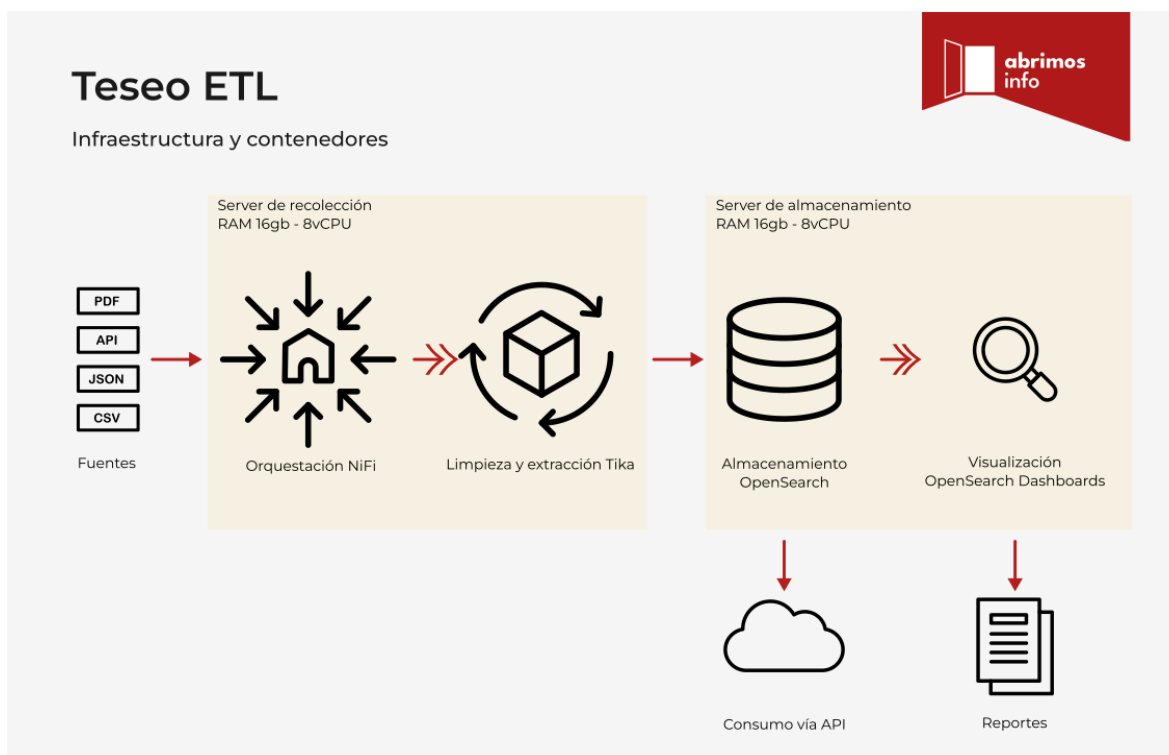 abrimos
info
Teseo ETL
Infraestructura y contenedores
Server de recolección
RAM 16gb - 8vCPU
Server de almacenamiento
RAM 16gb - 8vCPU
PDF
API
JSON
CSV
Fuentes
Orquestación NiFi
Limpieza y extracción Tika
Almacenamiento
OpenSearch
Visualización
OpenSearch Dashboards
Consumo vía API
Reportes